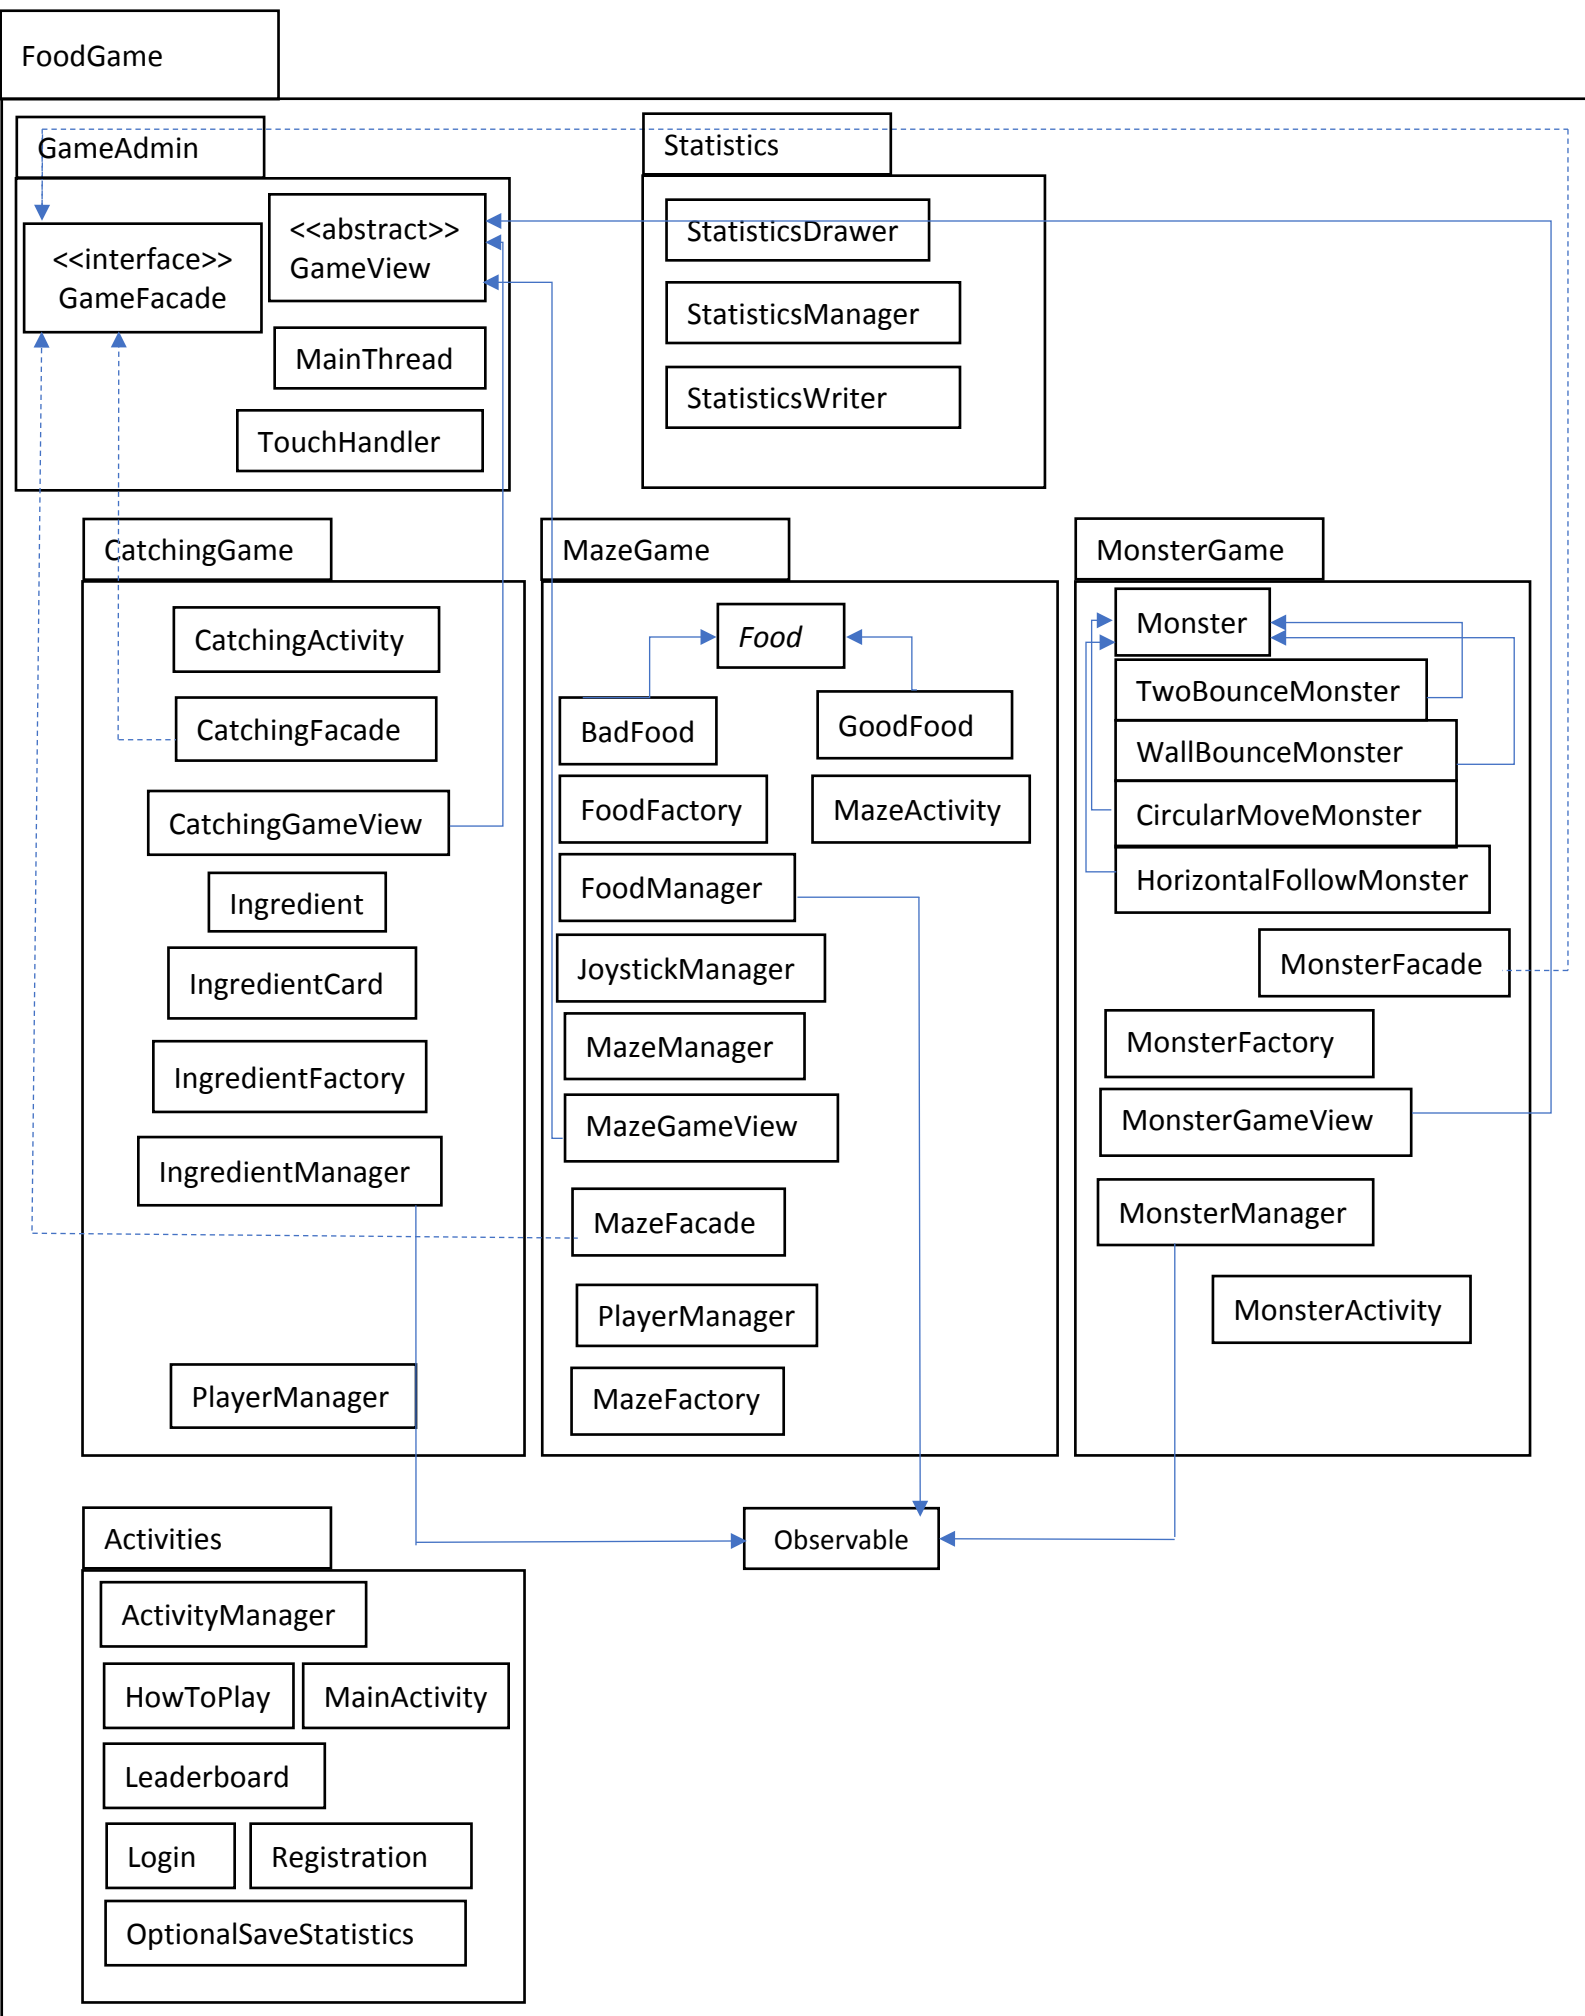 FoodGame
GameAdmin
<<interface>>
GameFacade
<<abstract>>
GameView
MainThread
TouchHandler
Statistics
StatisticsDrawer
StatisticsManager
StatisticsWriter
CatchingGame
CatchingActivity
CatchingFacade
CatchingGameView
Ingredient
IngredientCard
IngredientFactory
IngredientManager
PlayerManager
MazeGame
Food
BadFood
GoodFood
FoodFactory
MazeActivity
FoodManager
JoystickManager
MazeManager
MazeGameView
MazeFacade
PlayerManager
MazeFactory
MonsterGame
Monster
TwoBounceMonster
WallBounceMonster
CircularMoveMonster
HorizontalFollowMonster
MonsterFacade
MonsterFactory
MonsterGameView
MonsterManager
MonsterActivity
Observable
Activities
ActivityManager
HowToPlay
MainActivity
Leaderboard
Login
Registration
OptionalSaveStatistics